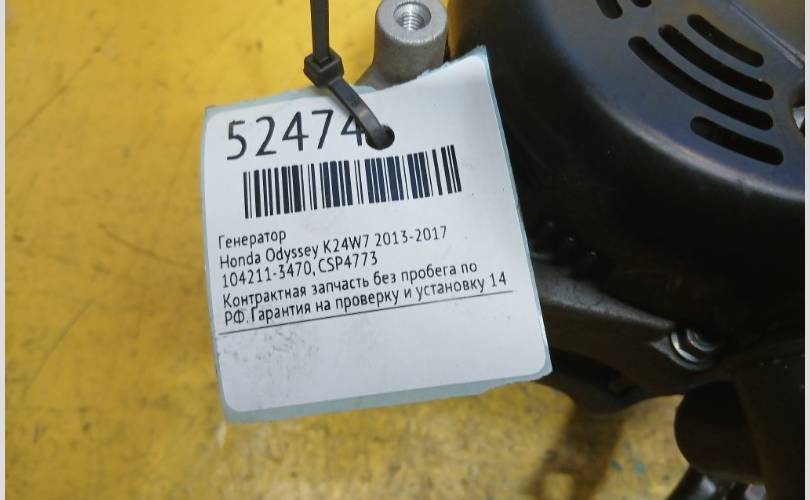 52474
Генератор
Honda Odyssey K24W7 2013-2017
104211-3470, CSP4773
Контрактная запчасть без пробега по
РФ.Гарантия на проверку и установку 14